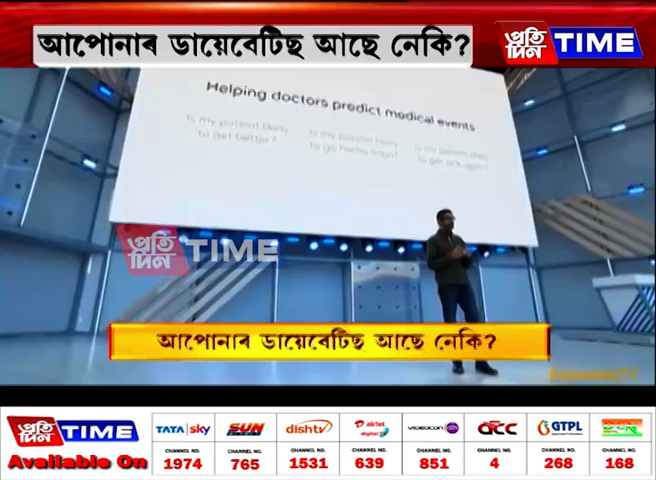 আপোনাৰ ডায়েবেটিছ আছে নেকি?
প্ৰতিদিন TIME
Helping doctors predict medical events
Is my patient likely to get better?
Is my patient likely to go home soon?
Is my patient likely to get sick again?
প্ৰতিদিন TIME
আপোনাৰ ডায়েবেটিছ আছে নেকি?
প্ৰতিদিন TIME
Available On
TATA sky
CHANNEL NO.
1974
SUN
CHANNEL NO.
765
dishtv
CHANNEL NO.
1531
airtel
digital
CHANNEL NO.
639
VIDEOCON d2h
CHANNEL NO.
851
acc
CHANNEL NO.
4
GTPL
CHANNEL NO.
268
CHANNEL NO.
168